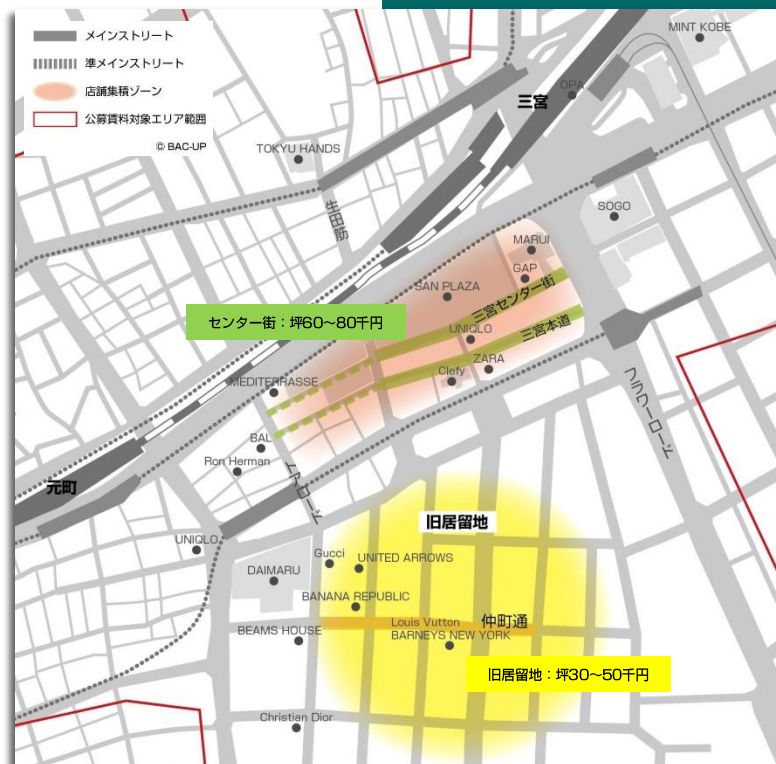 メインストリート
準メインストリート
店舗集積ゾーン
公募賃料対象エリア範囲
© BAC-UP
MINT KOBE
OPA
三宮
TOKYU HANDS
生田筋
SOGO
MARUI
GAP
SAN PLAZA
三宮センター街
センター街:坪60~80千円
UNIQLO
三宮本道
ZARA
Clefy
MEDITERRASSE
フラワーロード
BAL
Ron Herman
元町
トアロード
旧居留地
UNIQLO
Gucci
UNITED ARROWS
DAIMARU
BANANA REPUBLIC
Louis Vutton
仲町通
BEAMS HOUSE
BARNEYS NEW YORK
旧居留地:坪30~50千円
Christian Dior